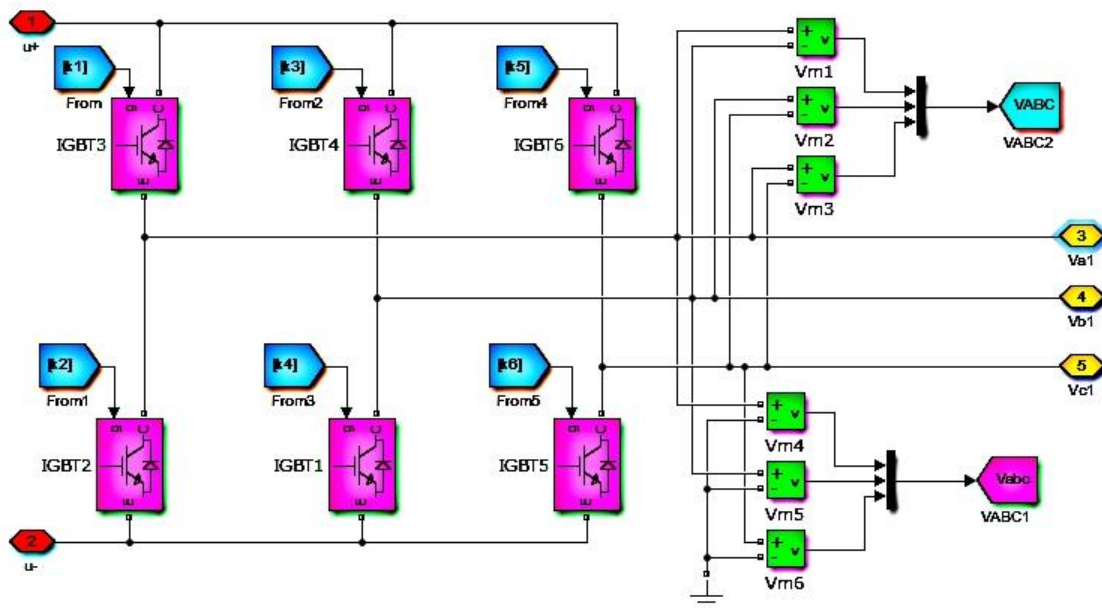 1
u+
[k1]
From
[k3]
From2
[k5]
From4
g
C
IGBT3
E
g
C
IGBT4
E
g
C
IGBT6
E
+
-
v
Vm1
+
-
v
Vm2
+
-
v
Vm3
VABC
VABC2
3
Va1
4
Vb1
5
Vc1
[k2]
From1
[k4]
From3
[k6]
From5
g
C
IGBT2
E
g
C
IGBT1
E
g
C
IGBT5
E
+
-
v
Vm4
+
-
v
Vm5
+
-
v
Vm6
Vabc
VABC1
2
u-